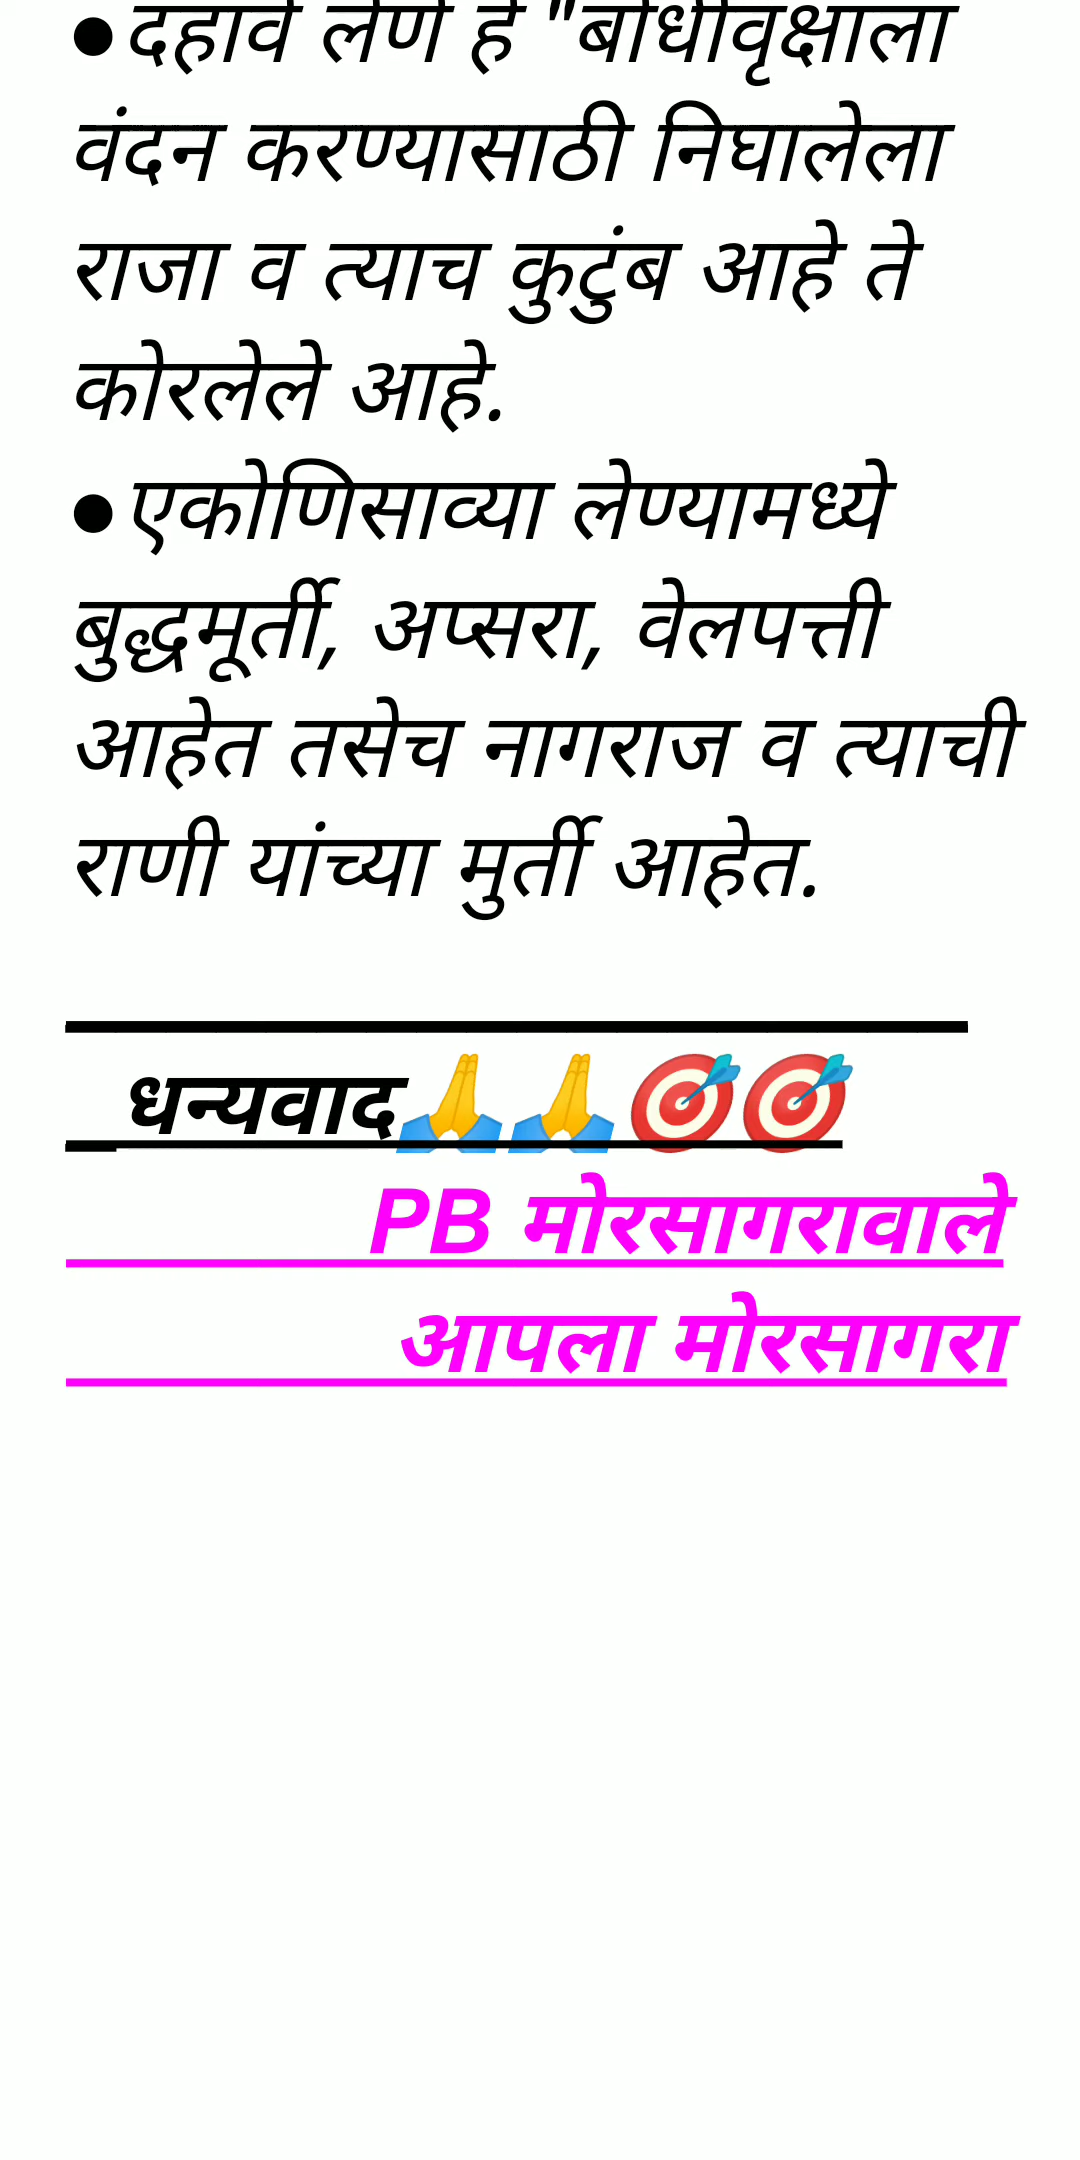 ●दहावे लेणे हे "बोधीवृक्षाला
वंदन करण्यासाठी निघालेला
राजा व त्याच कुटुंब आहे ते
कोरलेले आहे.
●एकोणिसाव्या लेण्यामध्ये
बुद्धमूर्ती, अप्सरा, वेलपत्ती
आहेत तसेच नागराज व त्याची
राणी यांच्या मुर्ती आहेत.
धन्यवाद🙏🙏🎯🎯
PB मोरसागरावाले
आपला मोरसागरा